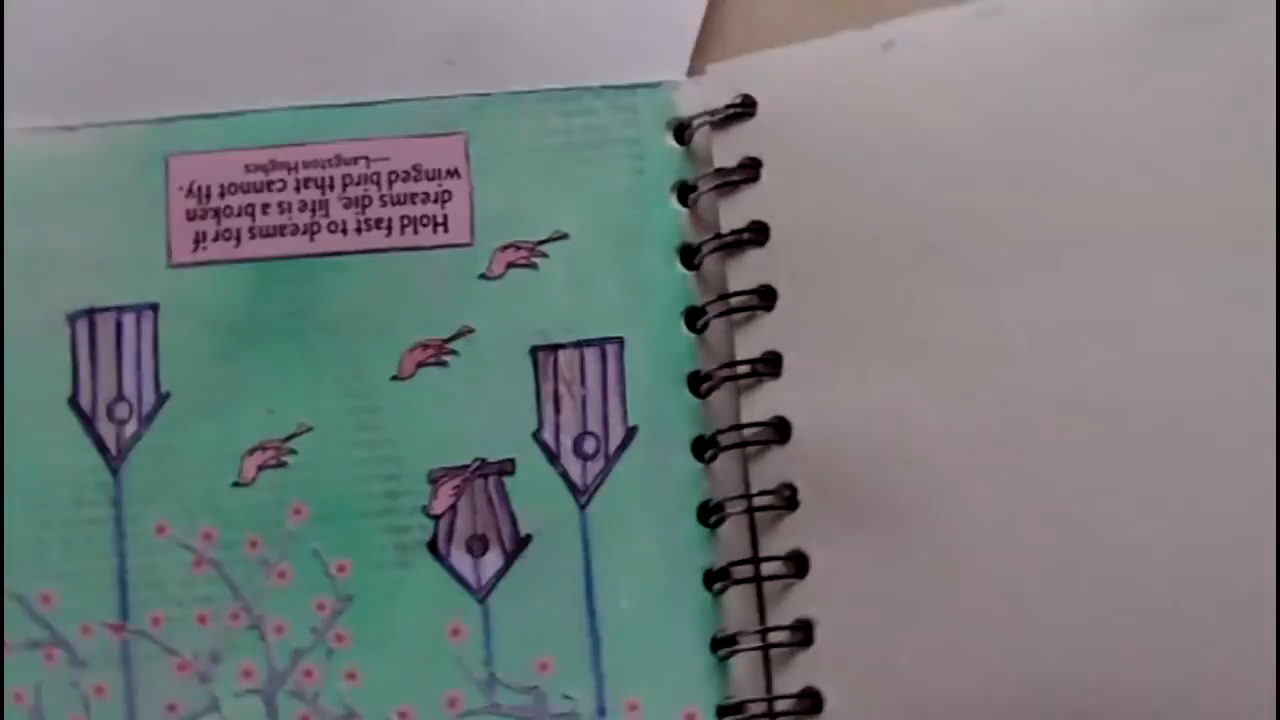 Hold fast to dreams for if
dreams die, life is a broken
winged bird that cannot fly.
—Langston Hughes